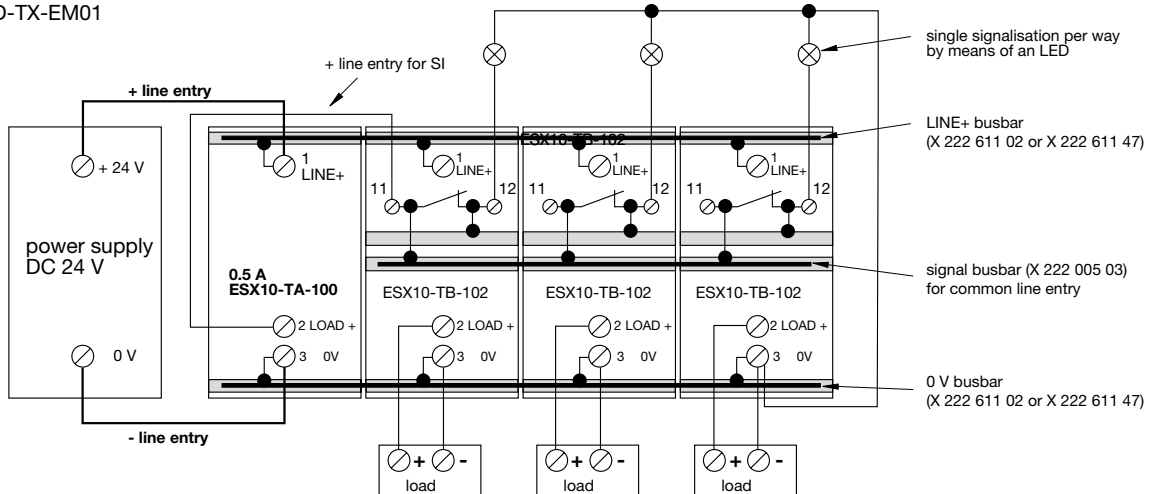 D-TX-EM01
single signalisation per way
by means of an LED
+ line entry for SI
+ line entry
LINE+ busbar
(X 222 611 02 or X 222 611 47)
ESX10-TB-102
+ 24 V
1
LINE+
1
LINE+
1
LINE+
1
LINE+
11
12
11
12
11
12
power supply
DC 24 V
0.5 A
ESX10-TA-100
ESX10-TB-102
ESX10-TB-102
ESX10-TB-102
signal busbar (X 222 005 03)
for common line entry
2 LOAD +
2 LOAD +
2 LOAD +
2 LOAD +
0 V
3 0V
3 0V
3 0V
3 0V
0 V busbar
(X 222 611 02 or X 222 611 47)
- line entry
+ -
+ -
+ -
load
load
load